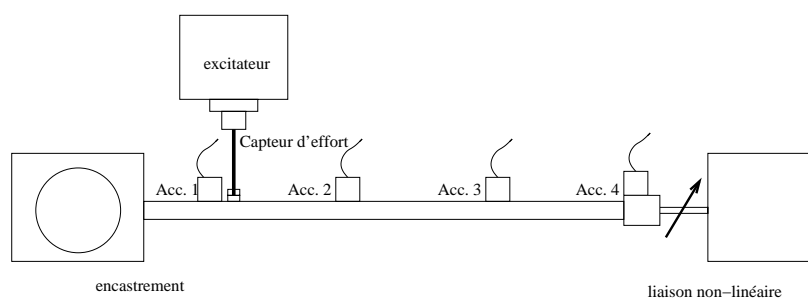 excitateur
Capteur d'effort
Acc. 1
Acc. 2
Acc. 3
Acc. 4
encastrement
liaison non−linéaire